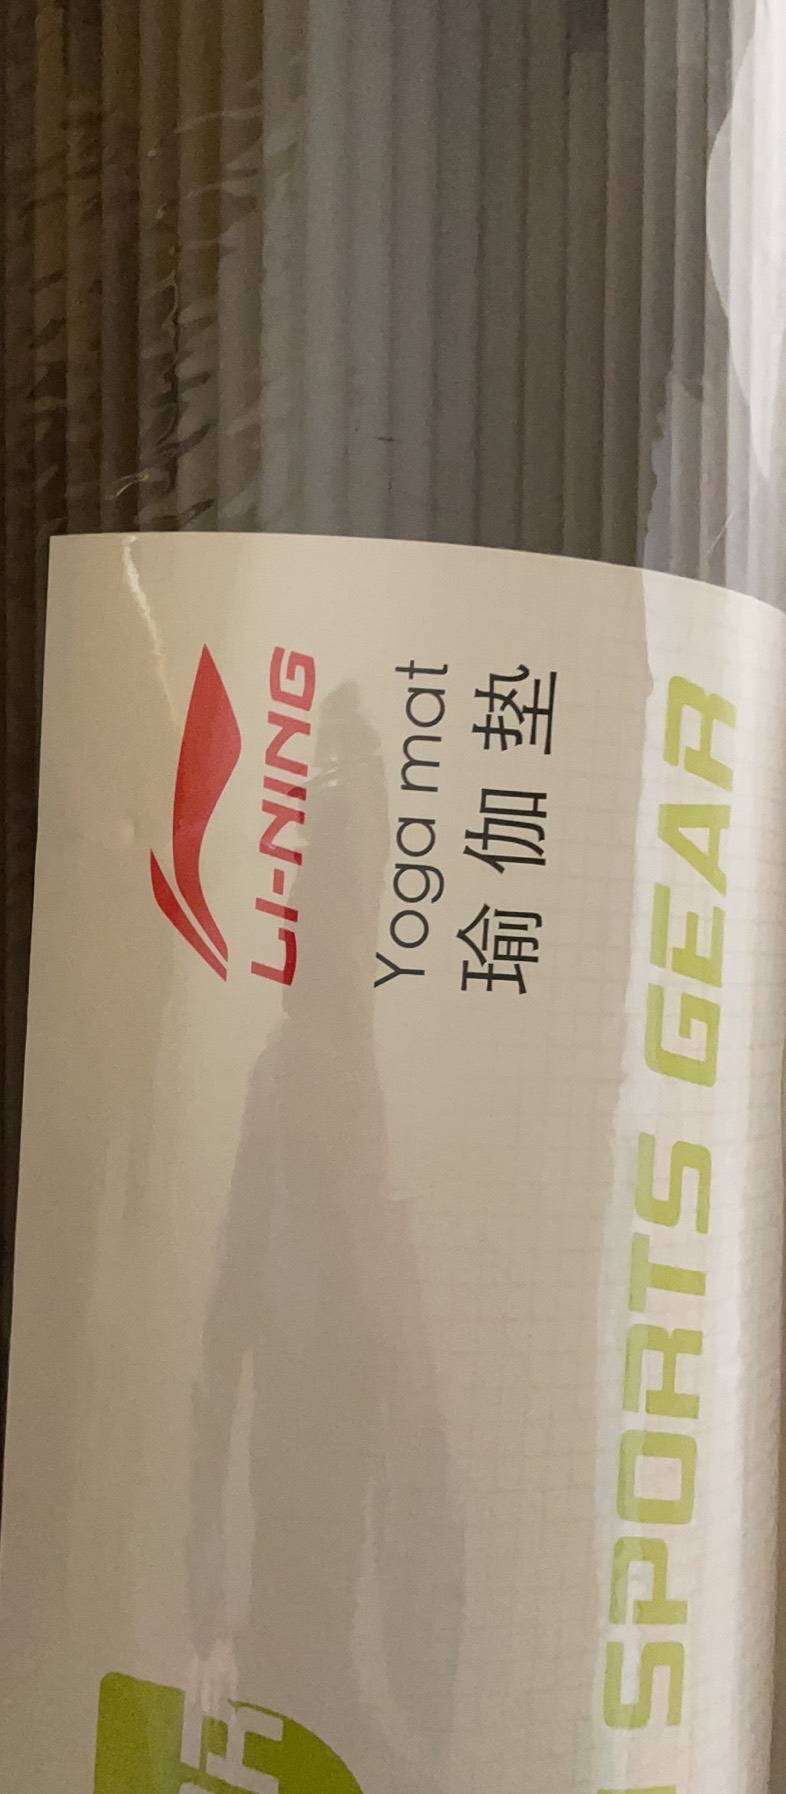 LI-NING
Yoga mat
瑜伽垫
SPORTS GEAR